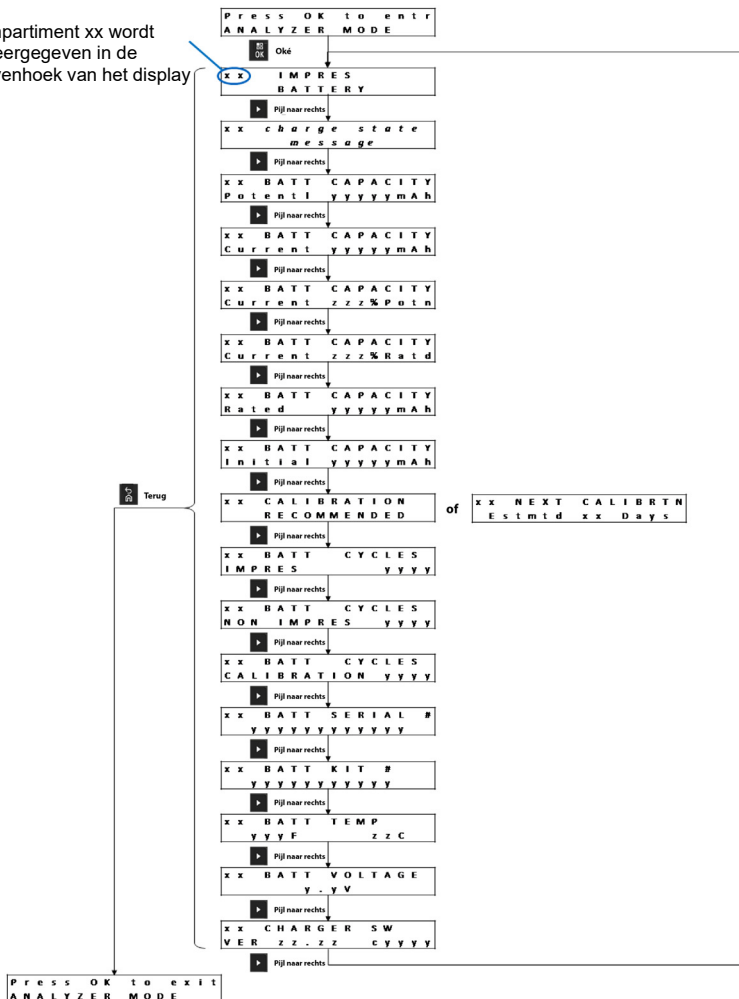 npartiment xx wordt
eergegeven in de
venhoek van het display
Press OK to entr
ANALYZER MODE
OK Oké
xx IMPRES
BATTERY
Pijl naar rechts
xx charge state
message
Pijl naar rechts
xx BATT CAPACITY
Potentl yyyyymAh
Pijl naar rechts
xx BATT CAPACITY
Current yyyyymAh
Pijl naar rechts
xx BATT CAPACITY
Current zzz%Potn
Pijl naar rechts
xx BATT CAPACITY
Current zzz%Ratd
Pijl naar rechts
xx BATT CAPACITY
Rated yyyyymAh
Pijl naar rechts
xx BATT CAPACITY
Initial yyyyymAh
Pijl naar rechts
Terug
xx CALIBRATION
RECOMMENDED
of
xx NEXT CALIBRTN
Estmtd xx Days
Pijl naar rechts
xx BATT CYCLES
IMPRES yyyy
Pijl naar rechts
xx BATT CYCLES
NON IMPRES yyyy
Pijl naar rechts
xx BATT CYCLES
CALIBRATION yyyy
Pijl naar rechts
xx BATT SERIAL #
yyyyyyyyyyyy
Pijl naar rechts
xx BATT KIT #
yyyyyyyyyyy
Pijl naar rechts
xx BATT TEMP
yyyF zzC
Pijl naar rechts
xx BATT VOLTAGE
y.yV
Pijl naar rechts
xx CHARGER SW
VER zz.zz cyyyy
Pijl naar rechts
Press OK to exit
ANALYZER MODE